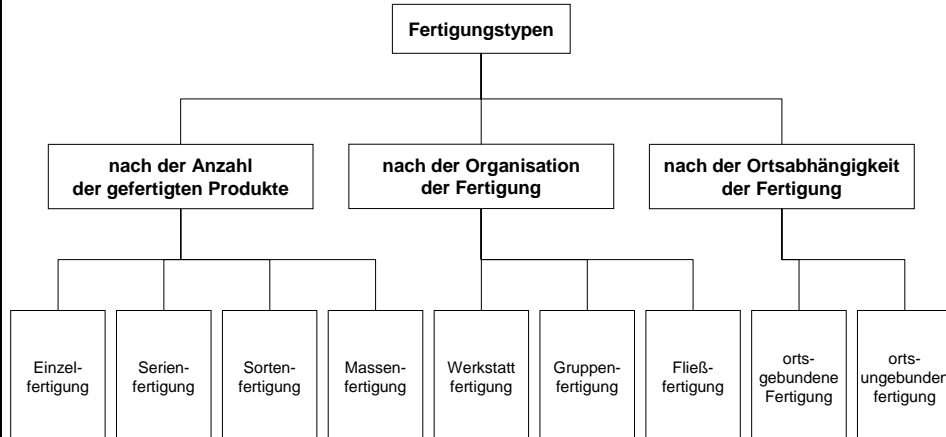 Fertigungstypen
nach der Anzahl
der gefertigten Produkte
nach der Organisation
der Fertigung
nach der Ortsabhängigkeit
der Fertigung
Einzel-
fertigung
Serien-
fertigung
Sorten-
fertigung
Massen-
fertigung
Werkstatt
fertigung
Gruppen-
fertigung
Fließ-
fertigung
orts-
gebundene
Fertigung
orts-
ungebunden
fertigung